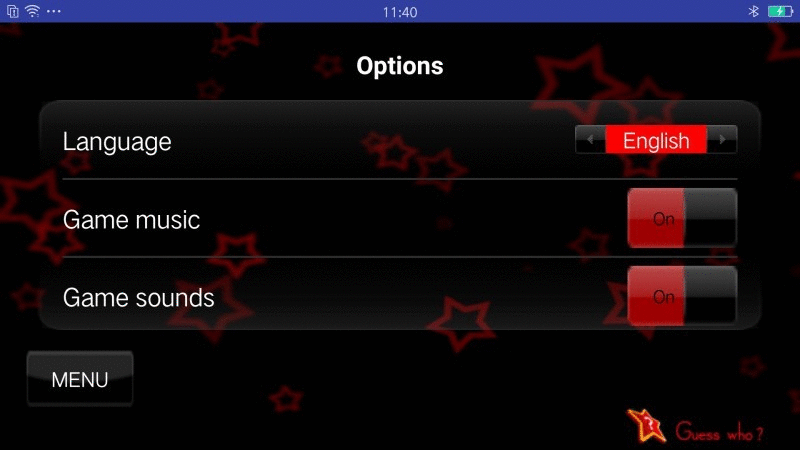 11:40
Options
Language
English
Game music
On
Game sounds
On
MENU
Guess who?